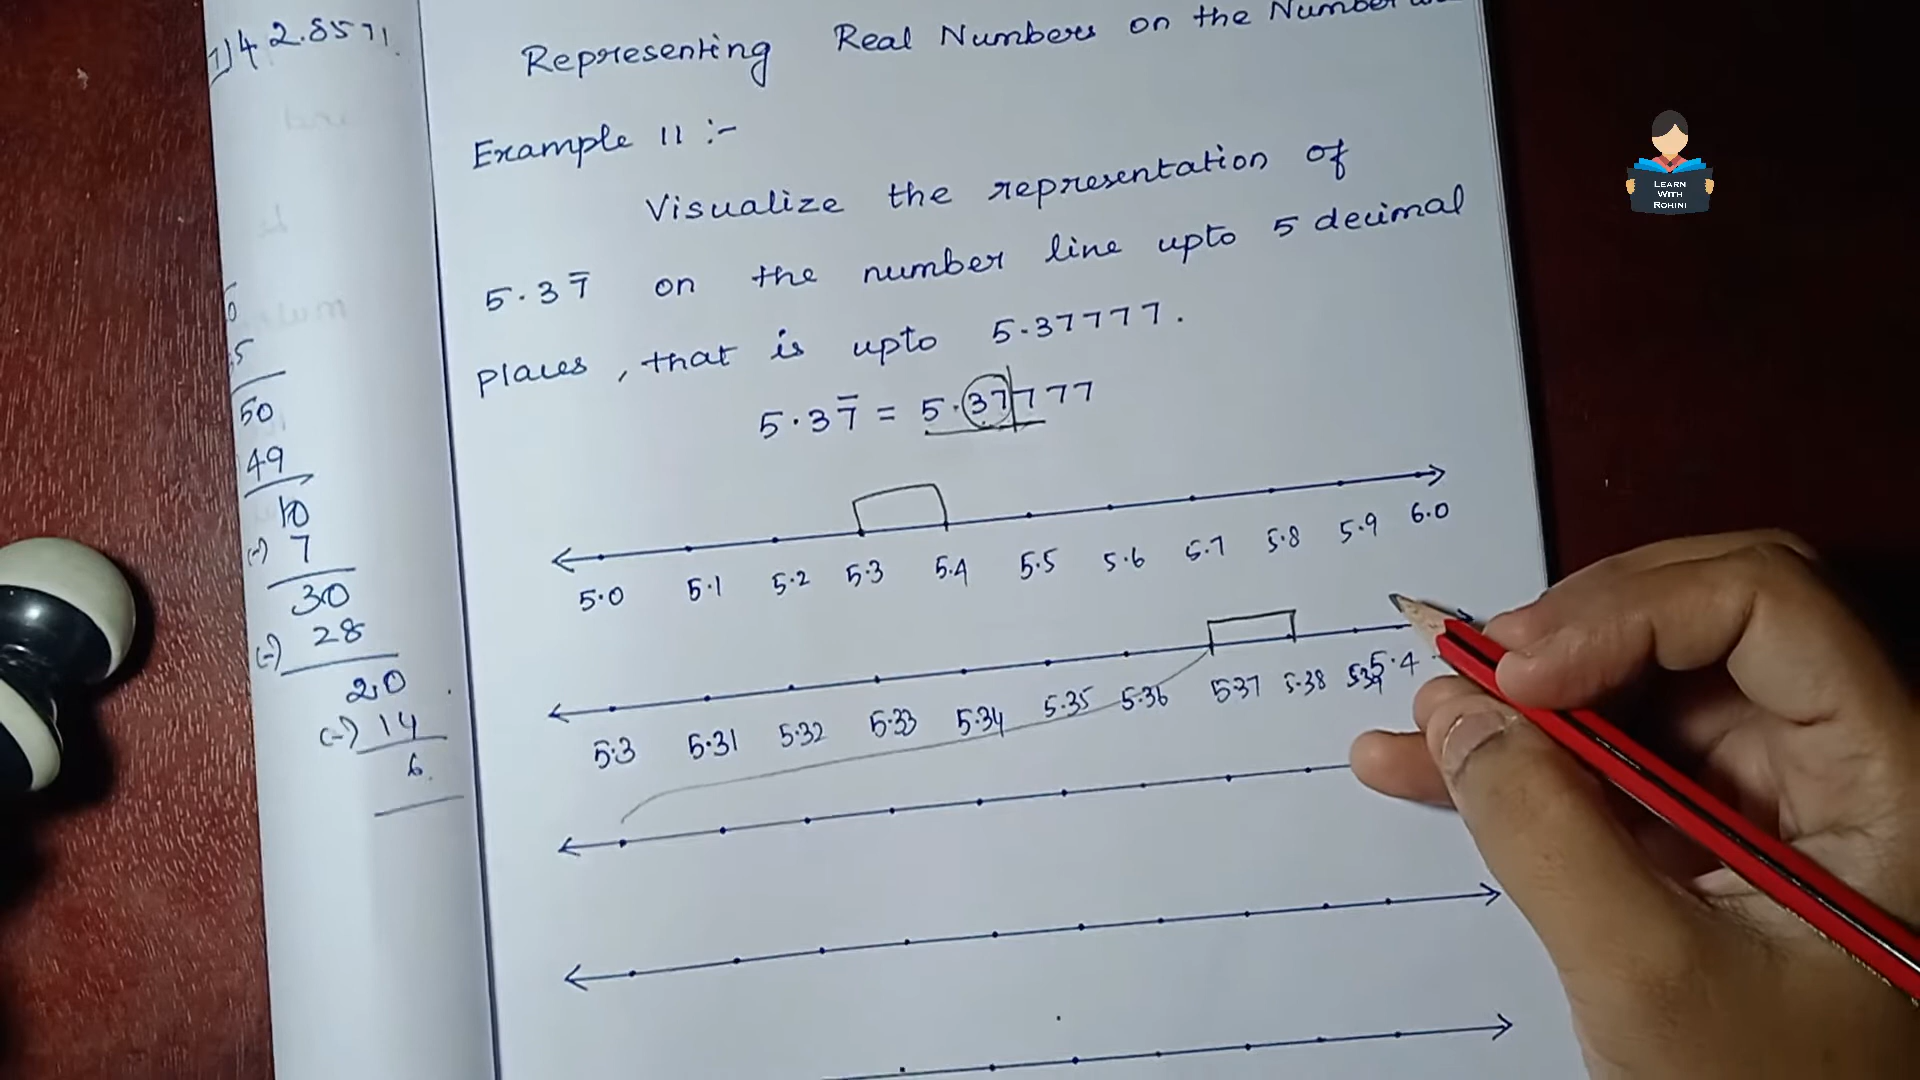 7)42.8571.
Representing Real Numbers on the Number
Example 11 :-
Visualize the representation of
5.37̅ on the number line upto 5 decimal
places, that is upto 5.37777.
5.37̅ = 5.37777
5.0 5.1 5.2 5.3 5.4 5.5 5.6 5.7 5.8 5.9 6.0
5.3 5.31 5.32 5.33 5.34 5.35 5.36 5.37 5.38 5.39 5.4
50
49
10
(-) 7
30
(-) 28
20
(-) 14
6
LEARN
WITH
ROHINI